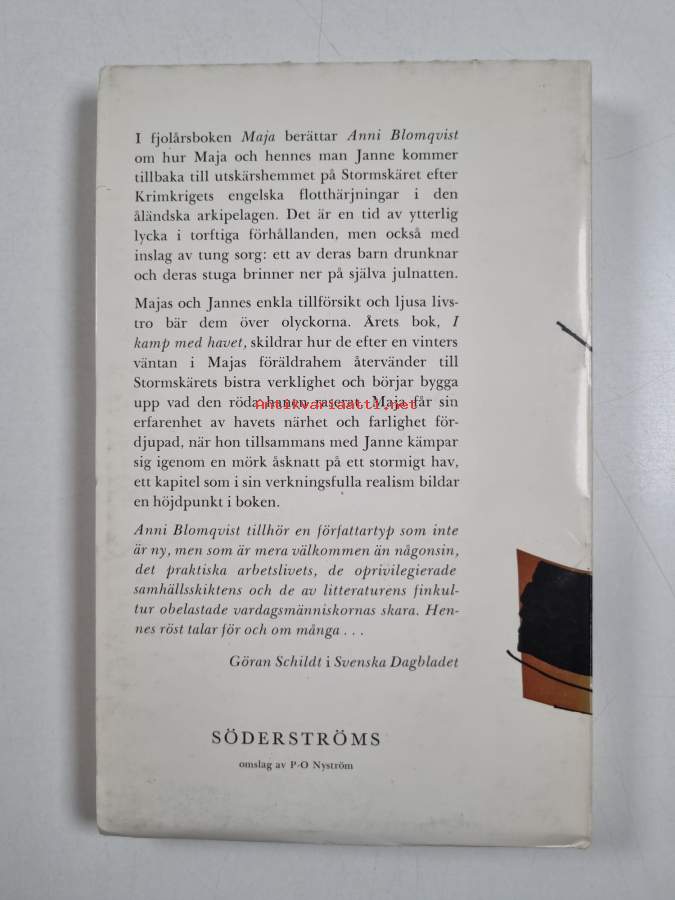 I fjolårsboken Maja berättar Anni Blomqvist
om hur Maja och hennes man Janne kommer
tillbaka till utskärshemmet på Stormskäret efter
Krimkrigets engelska flotthärjningar i den
åländska arkipelagen. Det är en tid av ytterlig
lycka i torftiga förhållanden, men också med
inslag av tung sorg: ett av deras barn drunknar
och deras stuga brinner ner på själva julnatten.
Majas och Jannes enkla tillförsikt och ljusa livs-
tro bär dem över olyckorna. Årets bok, I
kamp med havet, skildrar hur de efter en vinters
väntan i Majas föräldrahem återvänder till
Stormskärets bistra verklighet och börjar bygga
upp vad den röda hanen raserat. Maja får sin
Antikvariaatti.net
erfarenhet av havets närhet och farlighet för-
djupad, när hon tillsammans med Janne kämpar
sig igenom en mörk åsknatt på ett stormigt hav,
ett kapitel som i sin verkningsfulla realism bildar
en höjdpunkt i boken.
Anni Blomqvist tillhör en författartyp som inte
är ny, men som är mera välkommen än någonsin,
det praktiska arbetslivets, de oprivilegierade
samhällsskiktens och de av litteraturens finkul-
tur obelastade vardagsmänniskornas skara. Hen-
nes röst talar för och om många . . .
Göran Schildt i Svenska Dagbladet
SÖDERSTRÖMS
omslag av P-O Nyström